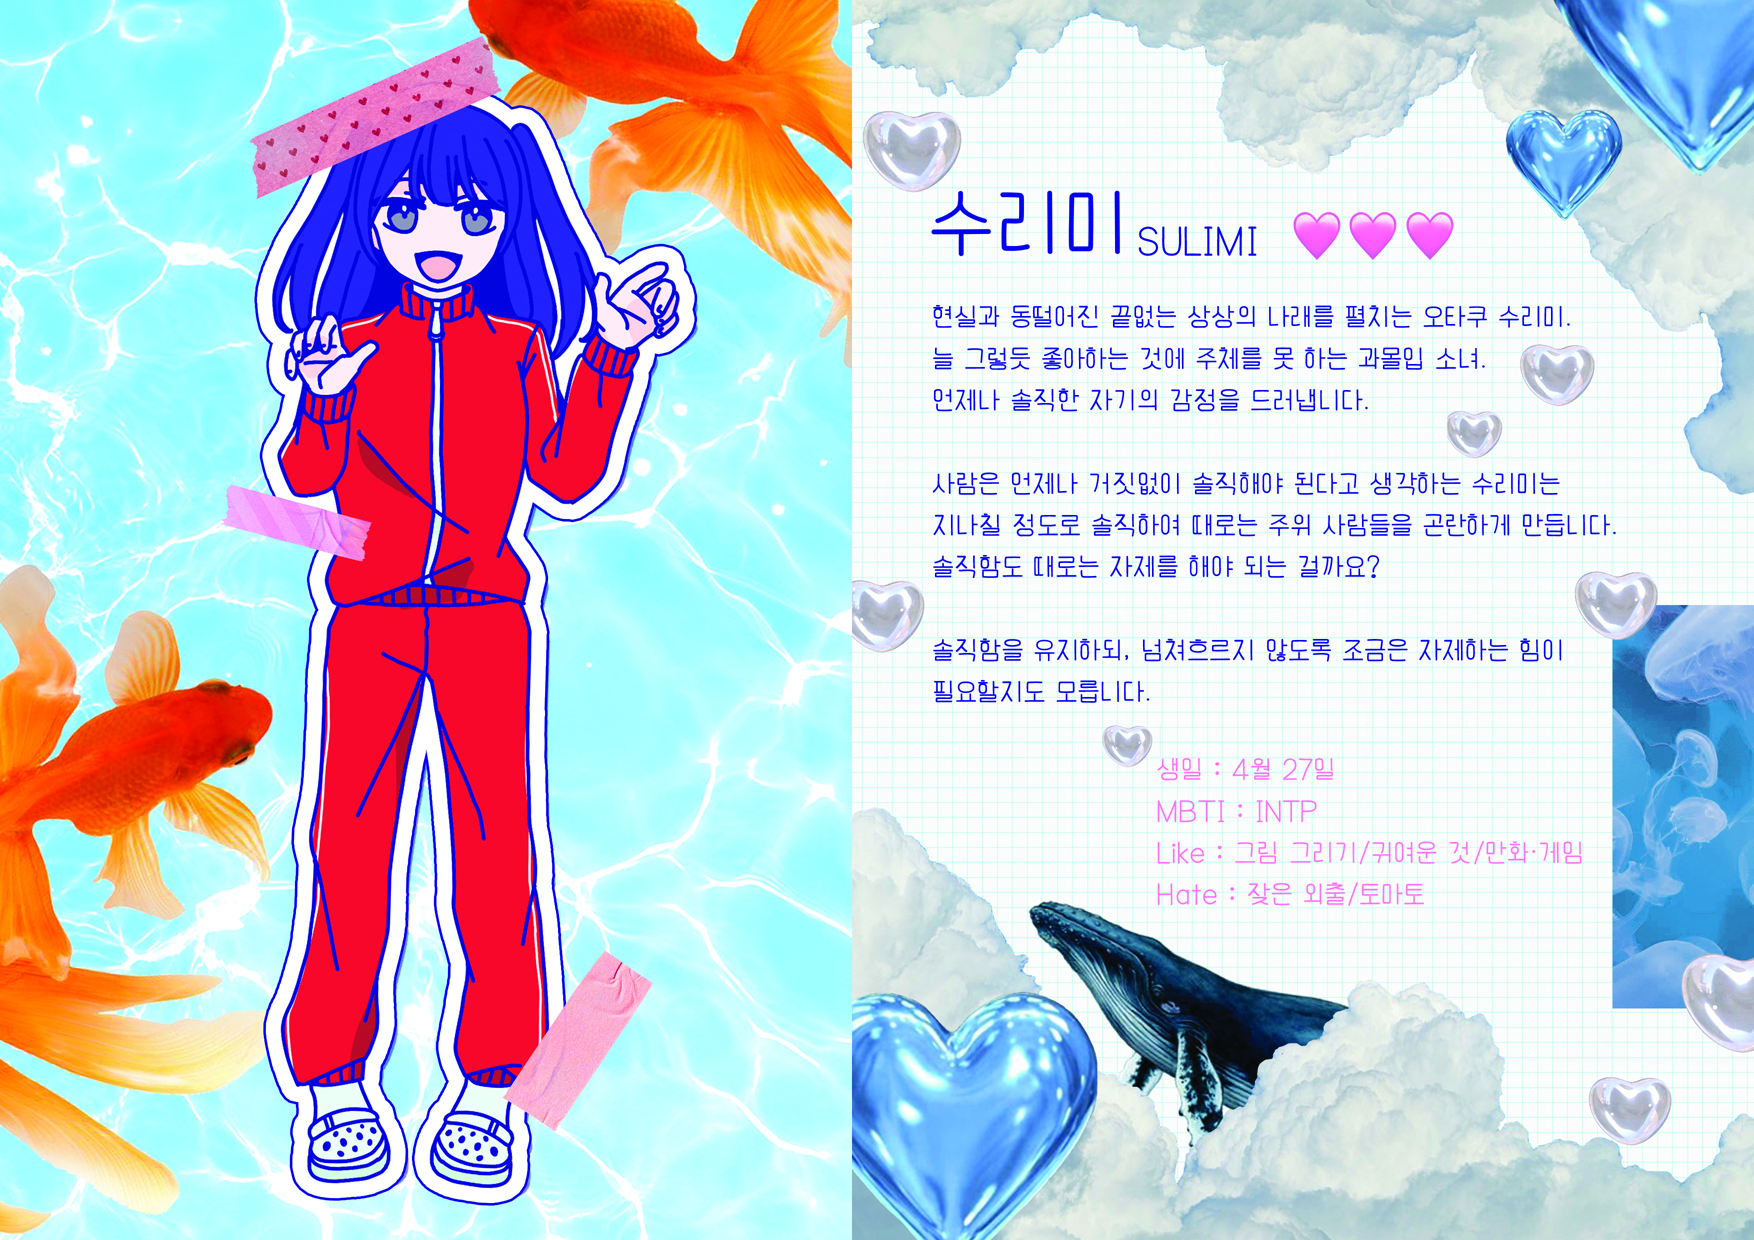 수리미 SULIMI 🩷🩷🩷
현실과 동떨어진 끝없는 상상의 나래를 펼치는 오타쿠 수리미.
늘 그렇듯 좋아하는 것에 주체를 못 하는 과몰입 소녀.
언제나 솔직한 자기의 감정을 드러냅니다.
사람은 언제나 거짓없이 솔직해야 된다고 생각하는 수리미는
지나칠 정도로 솔직하여 때로는 주위 사람들을 곤란하게 만듭니다.
솔직함도 때로는 자제를 해야 되는 걸까요?
솔직함을 유지하되, 넘쳐흐르지 않도록 조금은 자제하는 힘이
필요할지도 모릅니다.
생일 : 4월 27일
MBTI : INTP
Like : 그림 그리기/귀여운 것/만화·게임
Hate : 잦은 외출/토마토